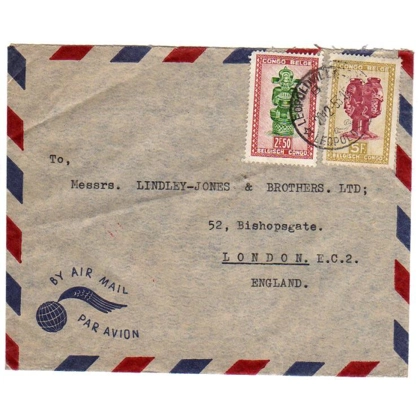 CONGO BELGE
CONGO BELGE
2F50
BELGISCH CONGO
5F
BELGISCH CONGO
To,
Messrs. LINDLEY-JONES & BROTHERS. LTD;
52, Bishopsgate.
LONDON. E.C.2.
ENGLAND.
BY AIR MAIL
PAR AVION